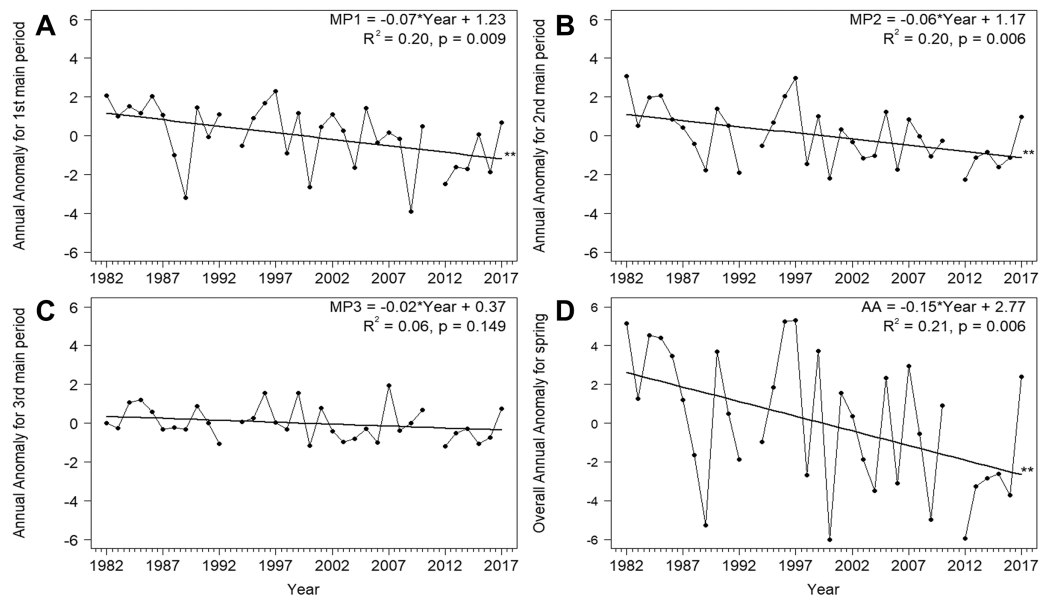 A
MP1 = -0.07*Year + 1.23
R² = 0.20, p = 0.009
Annual Anomaly for 1st main period
6
4
2
0
-2
-4
-6
**
1982 1987 1992 1997 2002 2007 2012 2017
B
MP2 = -0.06*Year + 1.17
R² = 0.20, p = 0.006
Annual Anomaly for 2nd main period
6
4
2
0
-2
-4
-6
**
1982 1987 1992 1997 2002 2007 2012 2017
C
MP3 = -0.02*Year + 0.37
R² = 0.06, p = 0.149
Annual Anomaly for 3rd main period
6
4
2
0
-2
-4
-6
1982 1987 1992 1997 2002 2007 2012 2017
Year
D
AA = -0.15*Year + 2.77
R² = 0.21, p = 0.006
Overall Annual Anomaly for spring
6
4
2
0
-2
-4
-6
**
1982 1987 1992 1997 2002 2007 2012 2017
Year